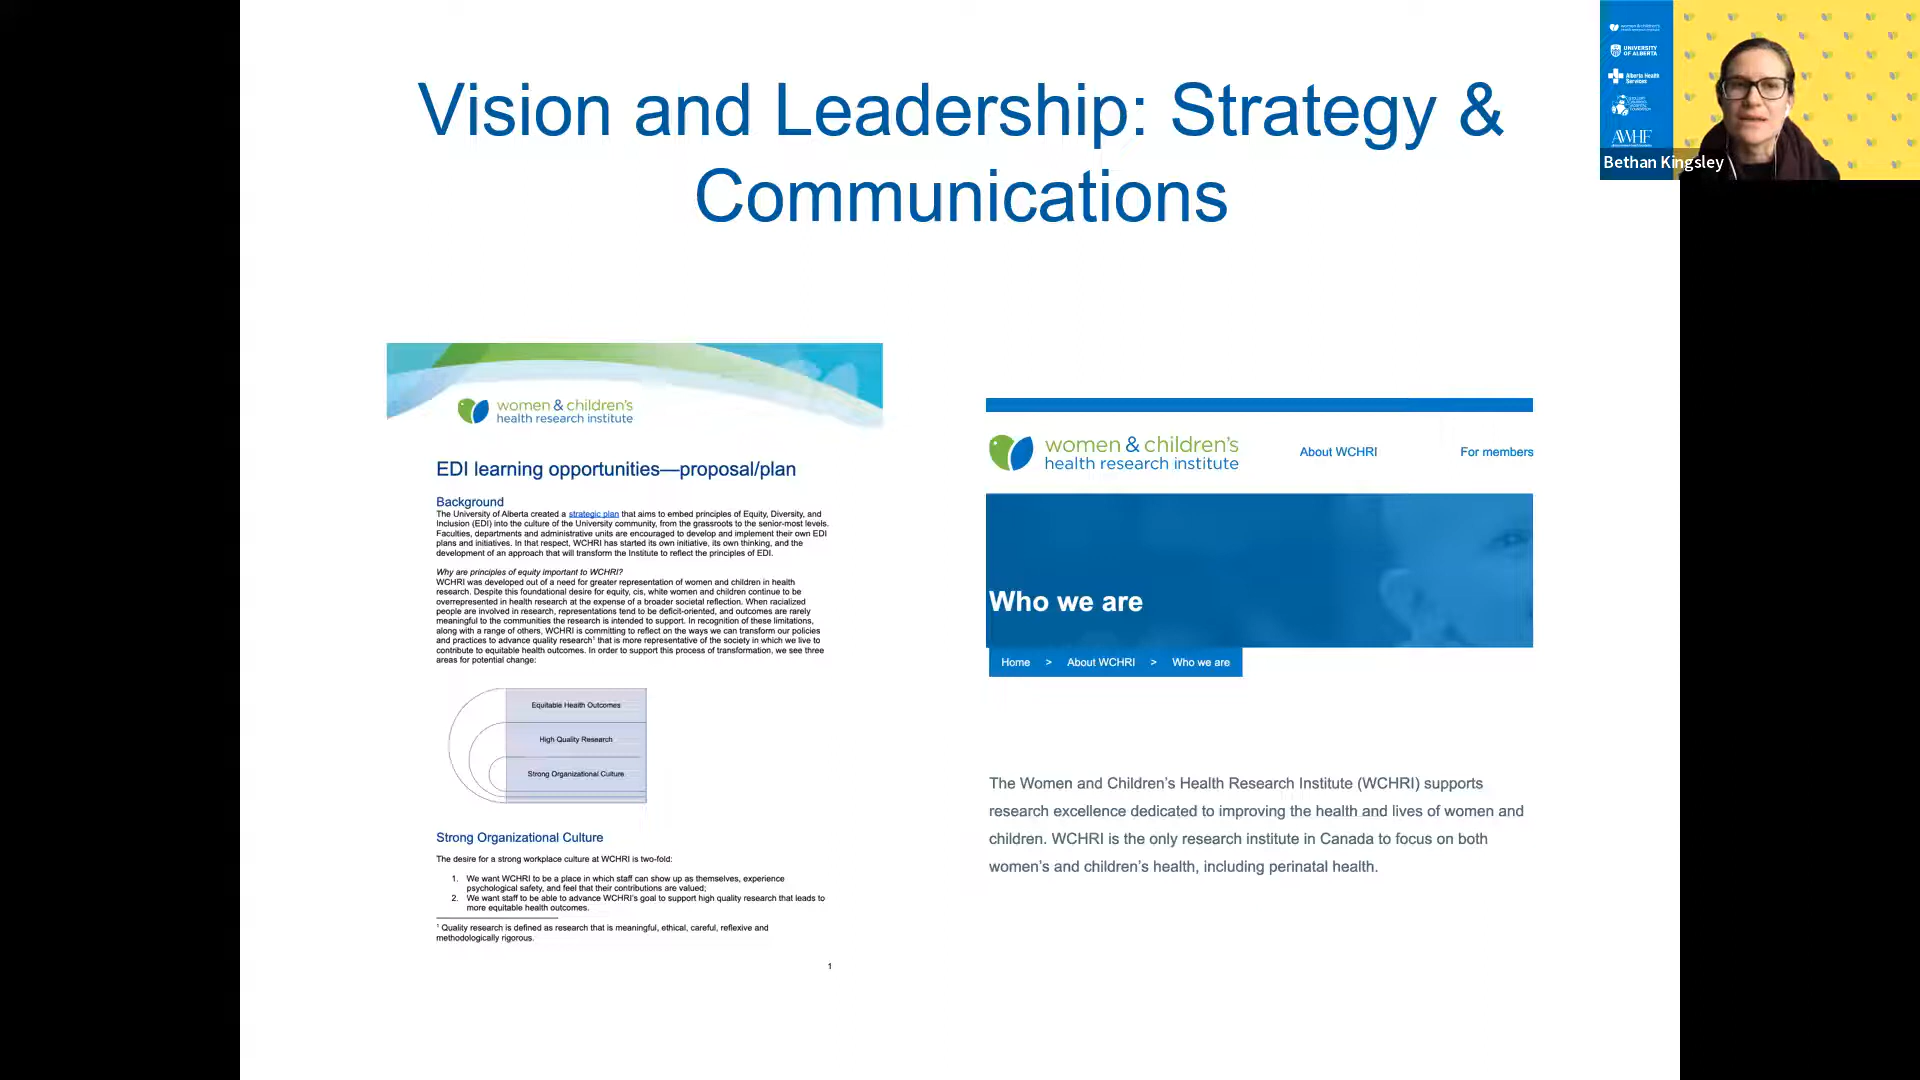 Vision and Leadership: Strategy &
Communications
women & children's
health research institute
EDI learning opportunities—proposal/plan
Background
The University of Alberta created a strategic plan that aims to embed principles of Equity, Diversity, and
Inclusion (EDI) into the culture of the University community, from the grassroots to the senior-most levels.
Faculties, departments and administrative units are encouraged to develop and implement their own EDI
plans and initiatives. In that respect, WCHRI has started its own initiative, its own thinking, and the
development of an approach that will transform the Institute to reflect the principles of EDI.
Why are principles of equity important to WCHRI?
WCHRI was developed out of a need for greater representation of women and children in health
research. Despite this foundational desire for equity, cis, white women and children continue to be
overrepresented in health research at the expense of a broader societal reflection. When racialized
people are involved in research, representations tend to be deficit-oriented, and outcomes are rarely
meaningful to the communities the research is intended to support. In recognition of these limitations,
along with a range of others, WCHRI is committing to reflect on the ways we can transform our policies
and practices to advance quality research¹ that is more representative of the society in which we live to
contribute to equitable health outcomes. In order to support this process of transformation, we see three
areas for potential change:
Equitable Health Outcomes
High Quality Research
Strong Organizational Culture
Strong Organizational Culture
The desire for a strong workplace culture at WCHRI is two-fold:
1. We want WCHRI to be a place in which staff can show up as themselves, experience
psychological safety, and feel that their contributions are valued;
2. We want staff to be able to advance WCHRI's goal to support high quality research that leads to
more equitable health outcomes.
¹ Quality research is defined as research that is meaningful, ethical, careful, reflexive and
methodologically rigorous.
1
women & children's
health research institute
About WCHRI
For members
Who we are
Home > About WCHRI > Who we are
The Women and Children's Health Research Institute (WCHRI) supports
research excellence dedicated to improving the health and lives of women and
children. WCHRI is the only research institute in Canada to focus on both
women's and children's health, including perinatal health.
women & children's
health research institute
UNIVERSITY
OF ALBERTA
Alberta Health
Services
AWHF
Bethan Kingsley